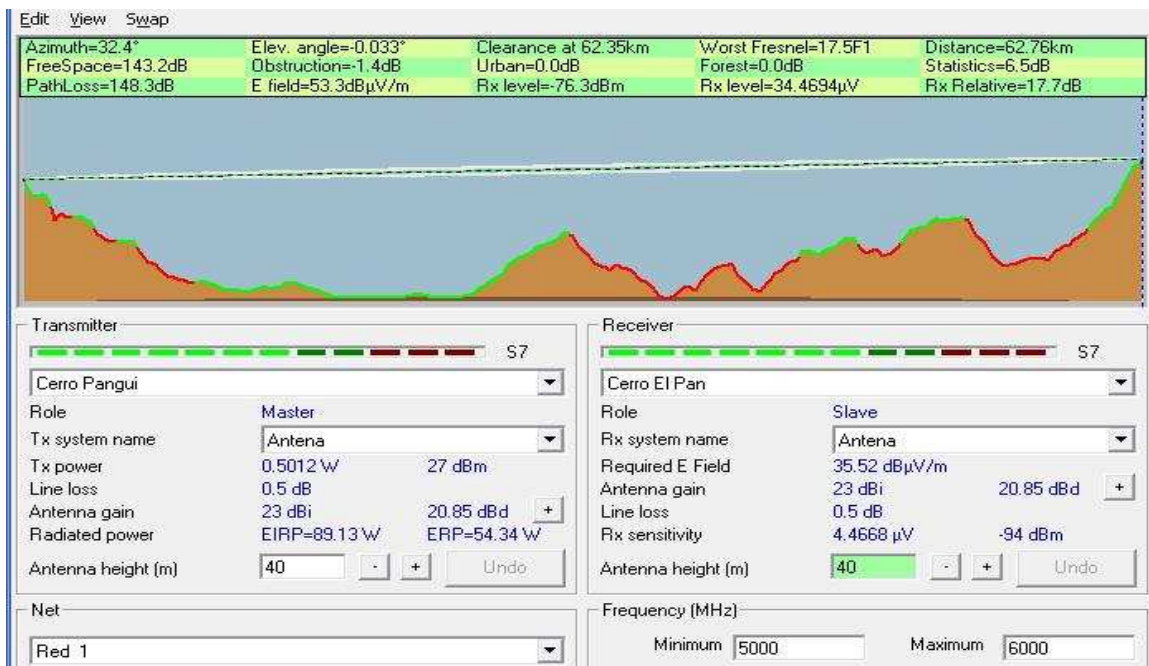 Edit View Swap
Azimuth=32.4° Elev. angle=-0.033° Clearance at 62.35km Worst Fresnel=17.5F1 Distance=62.76km
FreeSpace=143.2dB Obstruction=-1.4dB Urban=0.0dB Forest=0.0dB Statistics=6.5dB
PathLoss=148.3dB E field=53.3dBµV/m Rx level=-76.3dBm Rx level=34.4694µV Rx Relative=17.7dB
Transmitter Receiver
S7 S7
Cerro Pangui Cerro El Pan
Role Master Role Slave
Tx system name Antena Rx system name Antena
Tx power 0.5012 W 27 dBm Required E Field 35.52 dBµV/m
Line loss 0.5 dB Antenna gain 23 dBi 20.85 dBd +
Antenna gain 23 dBi 20.85 dBd + Line loss 0.5 dB
Radiated power EIRP=89.13 W ERP=54.34 W Rx sensitivity 4.4668 µV -94 dBm
Antenna height (m) 40 - + Undo Antenna height (m) 40 - + Undo
Net Frequency (MHz)
Red 1 Minimum 5000 Maximum 6000